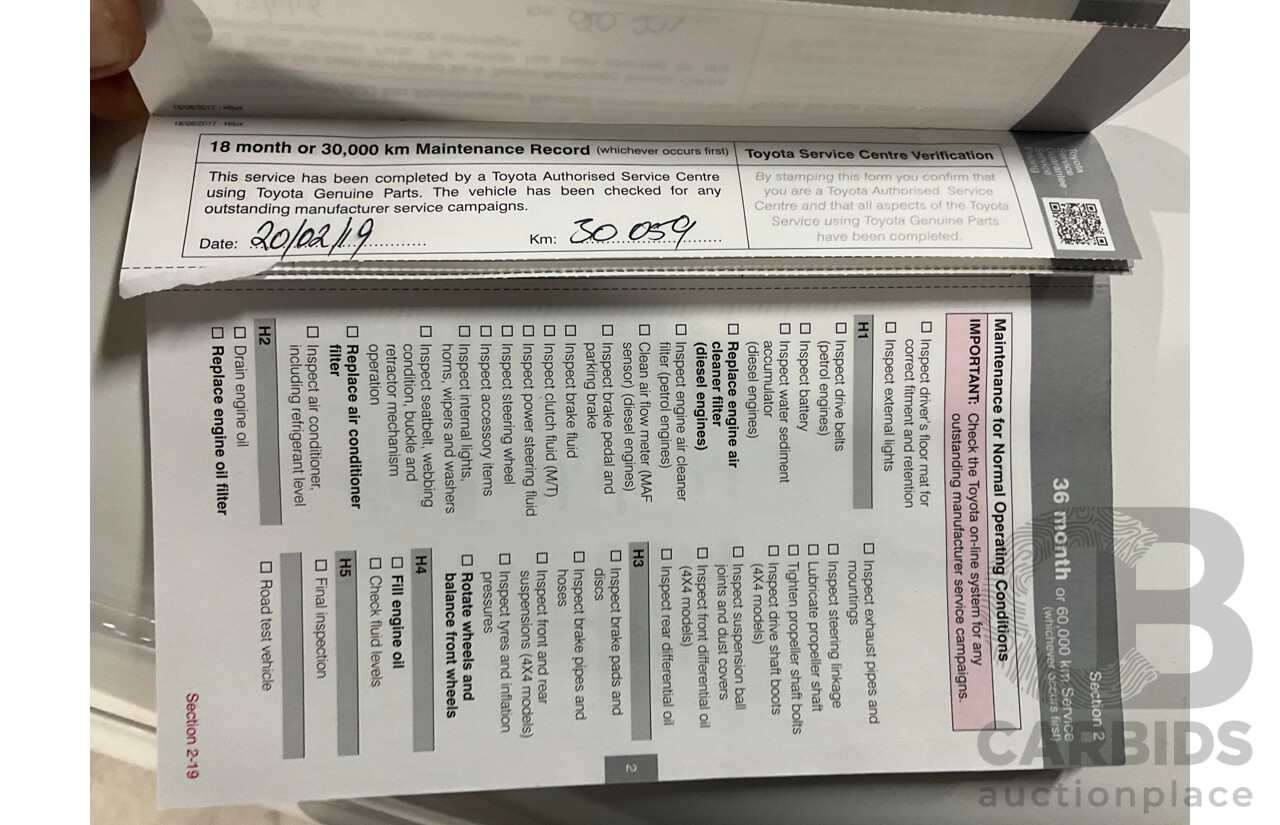 18/08/2017 - Hilux
18 month or 30,000 km Maintenance Record (whichever occurs first)
This service has been completed by a Toyota Authorised Service Centre
using Toyota Genuine Parts. The vehicle has been checked for any
outstanding manufacturer service campaigns.
Date: 20/02/19
Km: 30 059
Toyota Service Centre Verification
By stamping this form you confirm that
you are a Toyota Authorised Service
Centre and that all aspects of the Toyota
Service using Toyota Genuine Parts
have been completed.
Toyota
Service
Section 2
36 month or 60,000 km Service
(whichever occurs first)
Maintenance for Normal Operating Conditions
IMPORTANT: Check the Toyota on-line system for any
outstanding manufacturer service campaigns.
☐ Inspect driver's floor mat for
correct fitment and retention
☐ Inspect external lights
H1
☐ Inspect drive belts
(petrol engines)
☐ Inspect battery
☐ Inspect water sediment
accumulator
(diesel engines)
☐ Replace engine air
cleaner filter
(diesel engines)
☐ Inspect engine air cleaner
filter (petrol engines)
☐ Clean air flow meter (MAF
sensor) (diesel engines)
☐ Inspect brake pedal and
parking brake
☐ Inspect brake fluid
☐ Inspect clutch fluid (M/T)
☐ Inspect power steering fluid
☐ Inspect steering wheel
☐ Inspect accessory items
☐ Inspect internal lights,
horns, wipers and washers
☐ Inspect seatbelt, webbing
condition, buckle and
retractor mechanism
operation
☐ Replace air conditioner
filter
☐ Inspect air conditioner,
including refrigerant level
H2
☐ Drain engine oil
☐ Replace engine oil filter
☐ Inspect exhaust pipes and
mountings
☐ Inspect steering linkage
☐ Lubricate propeller shaft
☐ Tighten propeller shaft bolts
☐ Inspect drive shaft boots
(4X4 models)
☐ Inspect suspension ball
joints and dust covers
☐ Inspect front differential oil
(4X4 models)
☐ Inspect rear differential oil
H3
☐ Inspect brake pads and
discs
☐ Inspect brake pipes and
hoses
☐ Inspect front and rear
suspensions (4X4 models)
☐ Inspect tyres and inflation
pressures
☐ Rotate wheels and
balance front wheels
H4
☐ Fill engine oil
☐ Check fluid levels
H5
☐ Final inspection
☐ Road test vehicle
2
Section 2-19
CARBIDS
auctionplace